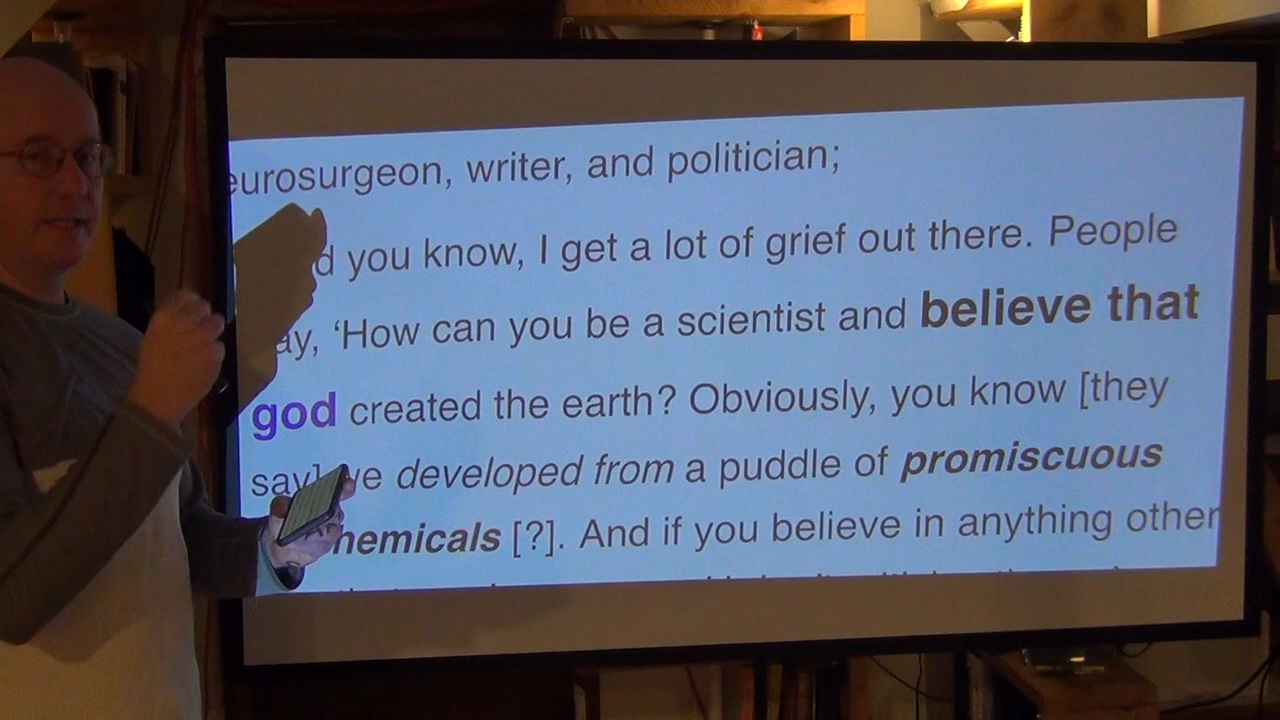 eurosurgeon, writer, and politician;
d you know, I get a lot of grief out there. People
ay, ‘How can you be a scientist and believe that
god created the earth? Obviously, you know [they
say] we developed from a puddle of promiscuous
hemicals [?]. And if you believe in anything other